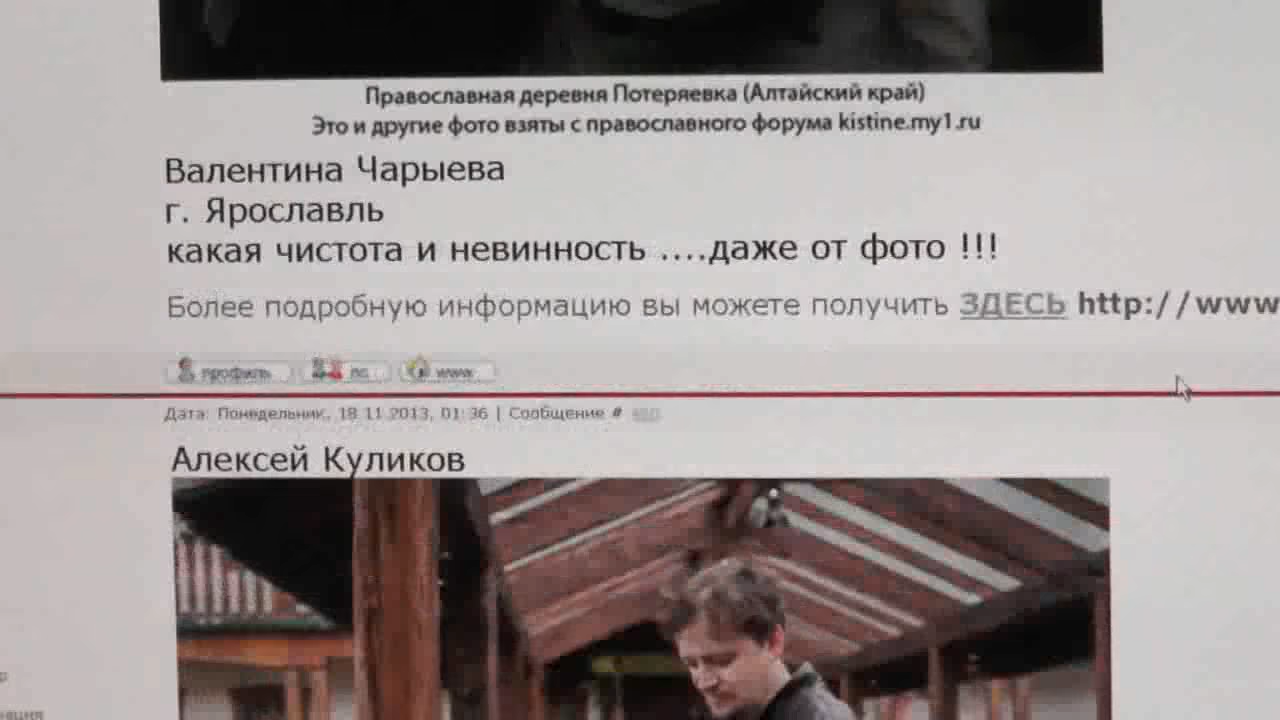 Православная деревня Потеряевка (Алтайский край)
Это и другие фото взяты с православного форума kistine.my1.ru
Валентина Чарыева
г. Ярославль
какая чистота и невинность ....даже от фото !!!
Более подробную информацию вы можете получить ЗДЕСЬ http://www
профиль лс www
Дата: Понедельник, 18.11.2013, 01:36 | Сообщение #
Алексей Куликов